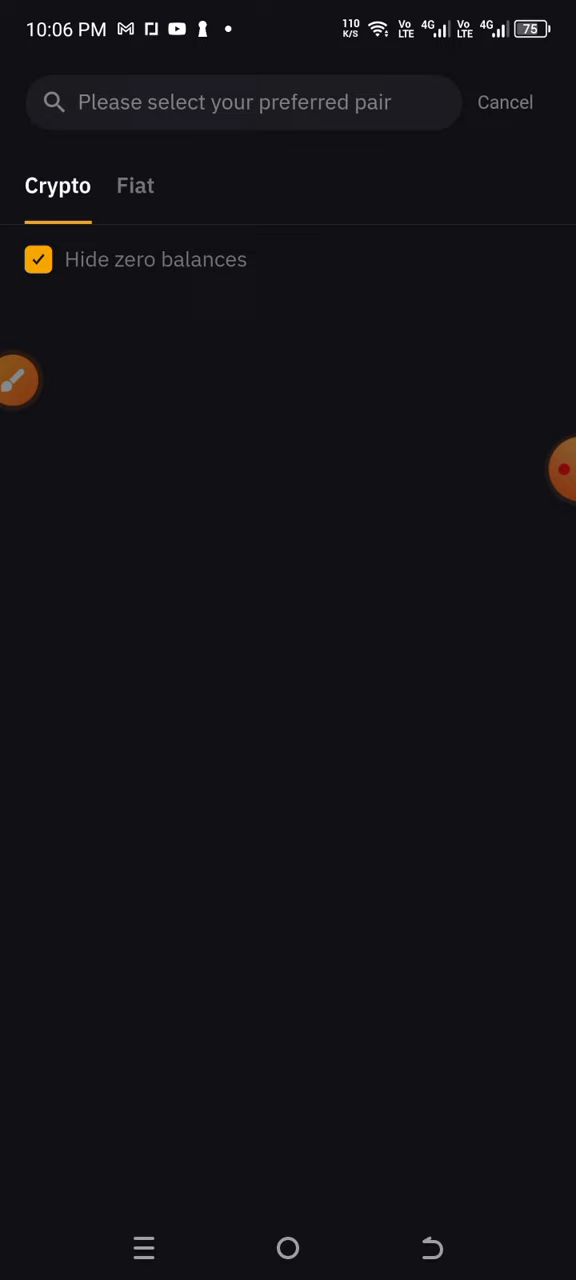 10:06 PM
110 K/S Vo LTE 4G Vo LTE 4G 75
Please select your preferred pair
Cancel
Crypto Fiat
Hide zero balances